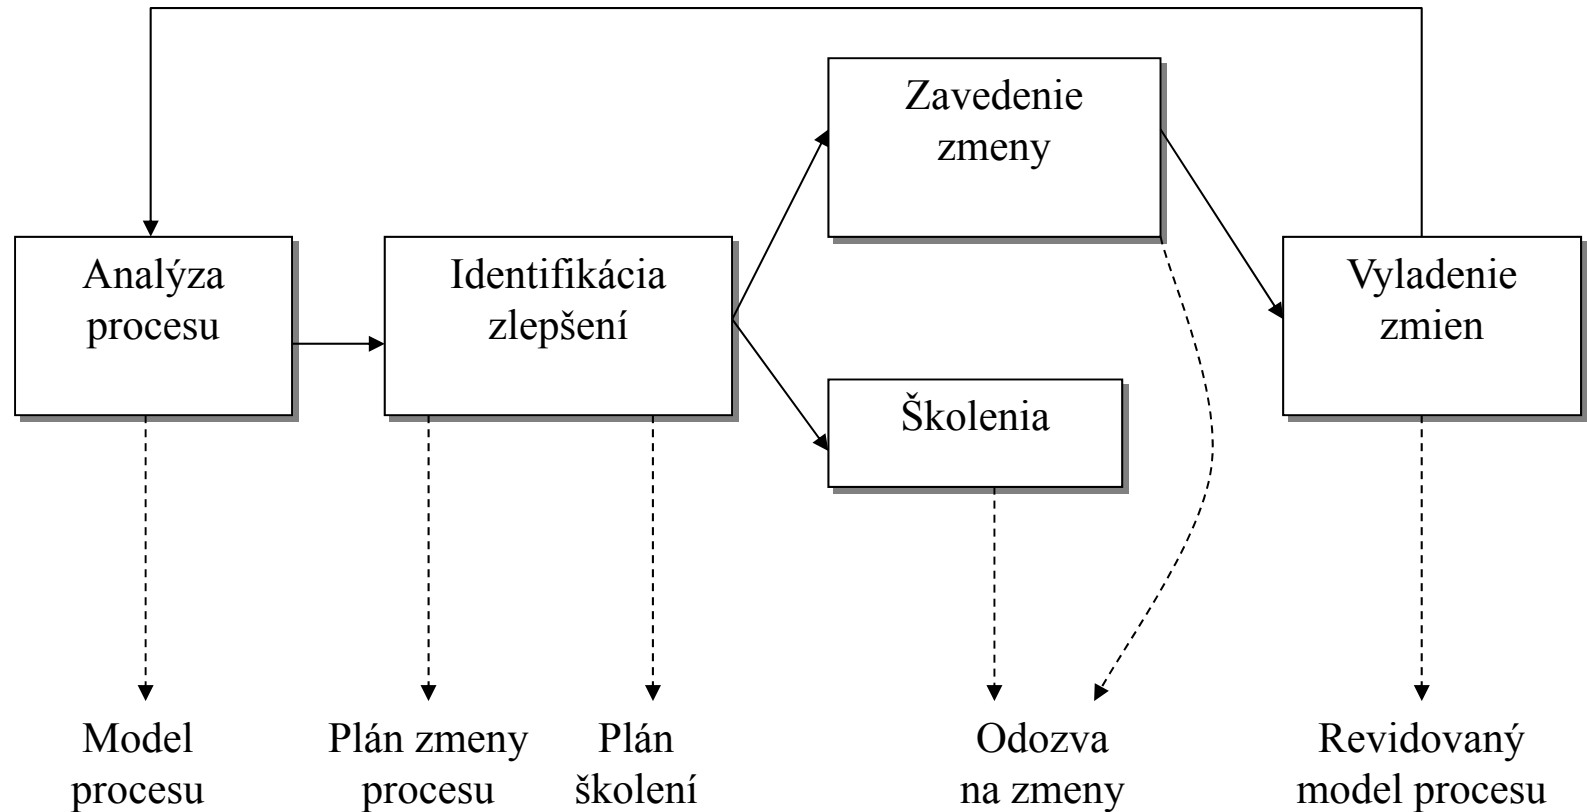 Zavedenie
zmeny
Analýza
procesu
Identifikácia
zlepšení
Vyladenie
zmien
Školenia
Model
procesu
Plán zmeny
procesu
Plán
školení
Odozva
na zmeny
Revidovaný
model procesu